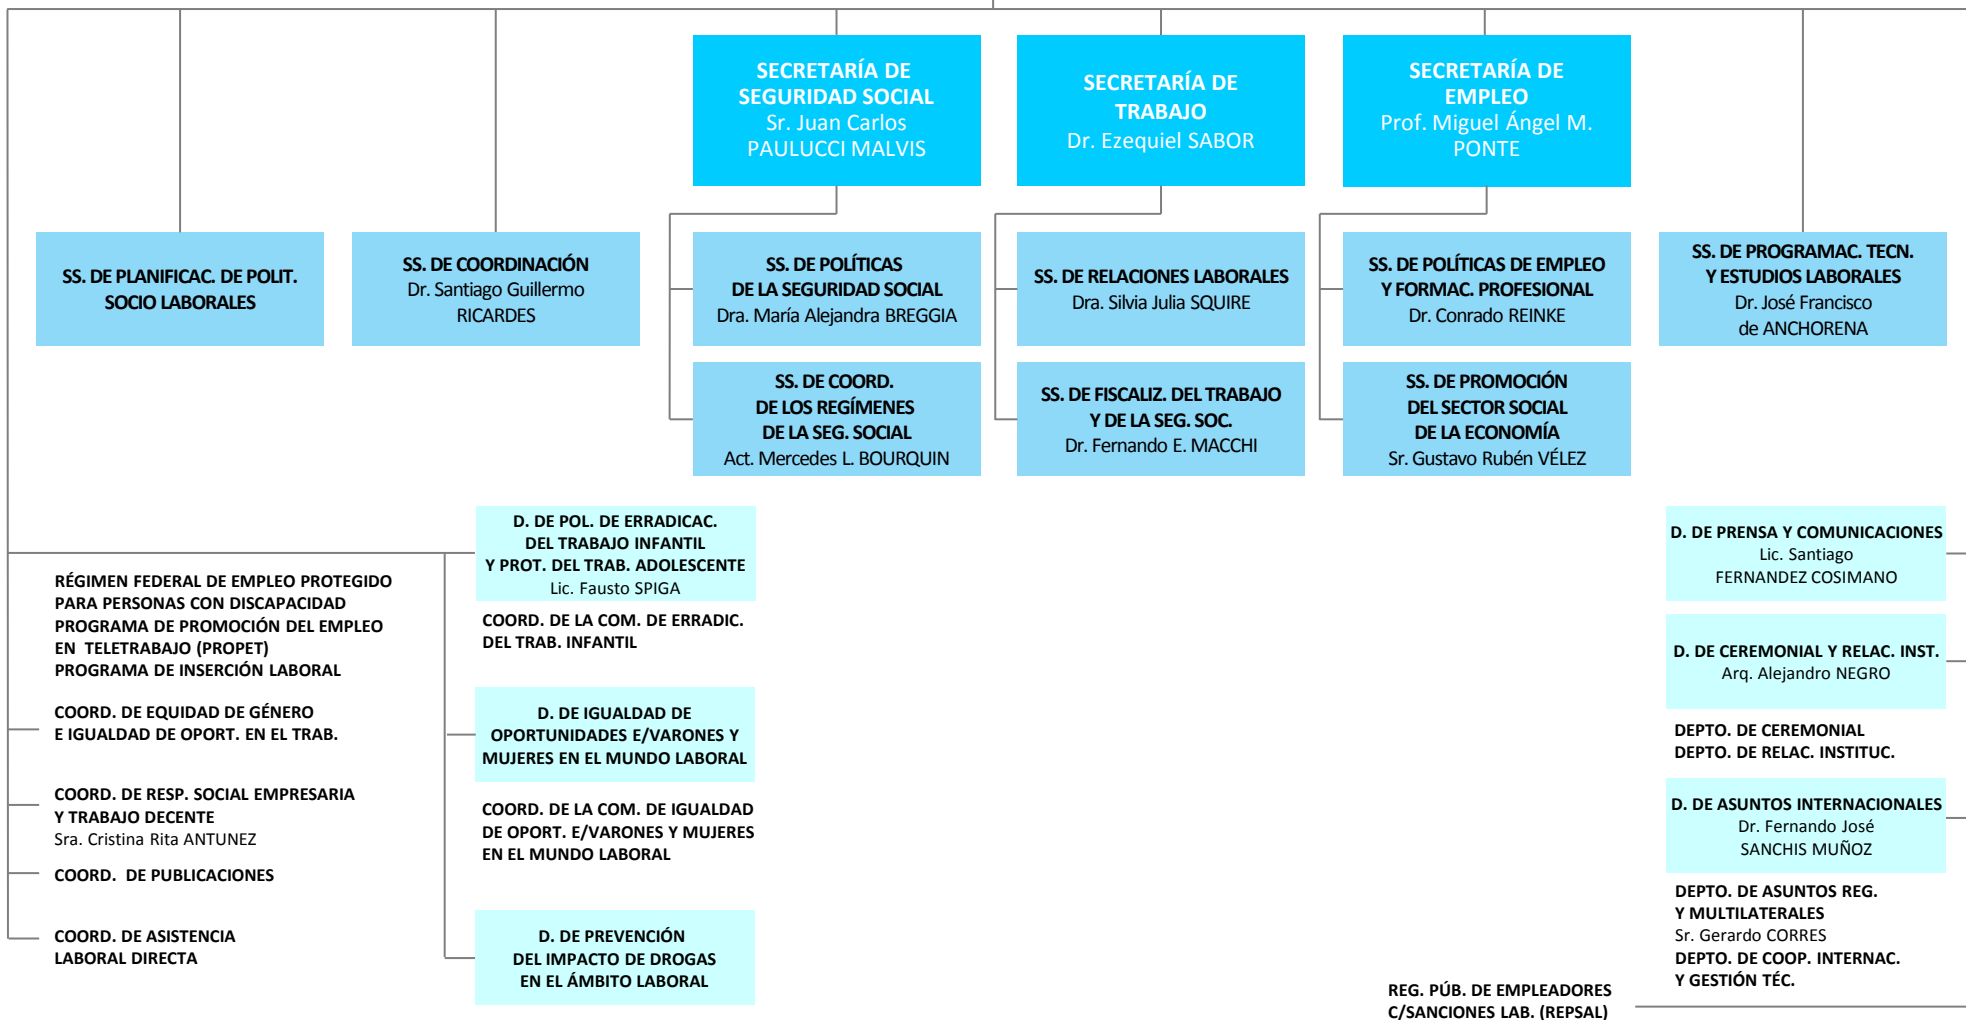 SECRETARÍA DE
SEGURIDAD SOCIAL
Sr. Juan Carlos
PAULUCCI MALVIS
SECRETARÍA DE
TRABAJO
Dr. Ezequiel SABOR
SECRETARÍA DE
EMPLEO
Prof. Miguel Ángel M.
PONTE
SS. DE PLANIFICAC. DE POLIT.
SOCIO LABORALES
SS. DE COORDINACIÓN
Dr. Santiago Guillermo
RICARDES
SS. DE POLÍTICAS
DE LA SEGURIDAD SOCIAL
Dra. María Alejandra BREGGIA
SS. DE RELACIONES LABORALES
Dra. Silvia Julia SQUIRE
SS. DE POLÍTICAS DE EMPLEO
Y FORMAC. PROFESIONAL
Dr. Conrado REINKE
SS. DE PROGRAMAC. TECN.
Y ESTUDIOS LABORALES
Dr. José Francisco
de ANCHORENA
SS. DE COORD.
DE LOS REGÍMENES
DE LA SEG. SOCIAL
Act. Mercedes L. BOURQUIN
SS. DE FISCALIZ. DEL TRABAJO
Y DE LA SEG. SOC.
Dr. Fernando E. MACCHI
SS. DE PROMOCIÓN
DEL SECTOR SOCIAL
DE LA ECONOMÍA
Sr. Gustavo Rubén VÉLEZ
RÉGIMEN FEDERAL DE EMPLEO PROTEGIDO
PARA PERSONAS CON DISCAPACIDAD
PROGRAMA DE PROMOCIÓN DEL EMPLEO
EN TELETRABAJO (PROPET)
PROGRAMA DE INSERCIÓN LABORAL
COORD. DE EQUIDAD DE GÉNERO
E IGUALDAD DE OPORT. EN EL TRAB.
COORD. DE RESP. SOCIAL EMPRESARIA
Y TRABAJO DECENTE
Sra. Cristina Rita ANTUNEZ
COORD. DE PUBLICACIONES
COORD. DE ASISTENCIA
LABORAL DIRECTA
D. DE POL. DE ERRADICAC.
DEL TRABAJO INFANTIL
Y PROT. DEL TRAB. ADOLESCENTE
Lic. Fausto SPIGA
COORD. DE LA COM. DE ERRADIC.
DEL TRAB. INFANTIL
D. DE IGUALDAD DE
OPORTUNIDADES E/VARONES Y
MUJERES EN EL MUNDO LABORAL
COORD. DE LA COM. DE IGUALDAD
DE OPORT. E/VARONES Y MUJERES
EN EL MUNDO LABORAL
D. DE PREVENCIÓN
DEL IMPACTO DE DROGAS
EN EL ÁMBITO LABORAL
D. DE PRENSA Y COMUNICACIONES
Lic. Santiago
FERNANDEZ COSIMANO
D. DE CEREMONIAL Y RELAC. INST.
Arq. Alejandro NEGRO
DEPTO. DE CEREMONIAL
DEPTO. DE RELAC. INSTITUC.
D. DE ASUNTOS INTERNACIONALES
Dr. Fernando José
SANCHIS MUÑOZ
DEPTO. DE ASUNTOS REG.
Y MULTILATERALES
Sr. Gerardo CORRES
DEPTO. DE COOP. INTERNAC.
Y GESTIÓN TÉC.
REG. PÚB. DE EMPLEADORES
C/SANCIONES LAB. (REPSAL)